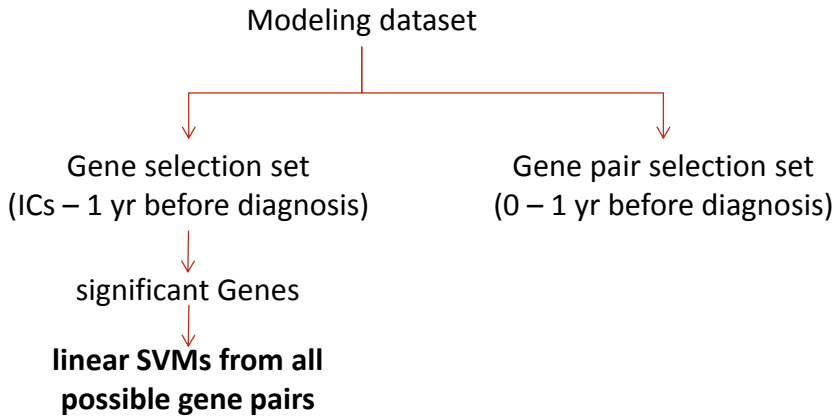 Modeling dataset
Gene selection set
(ICs – 1 yr before diagnosis)
Gene pair selection set
(0 – 1 yr before diagnosis)
significant Genes
linear SVMs from all
possible gene pairs